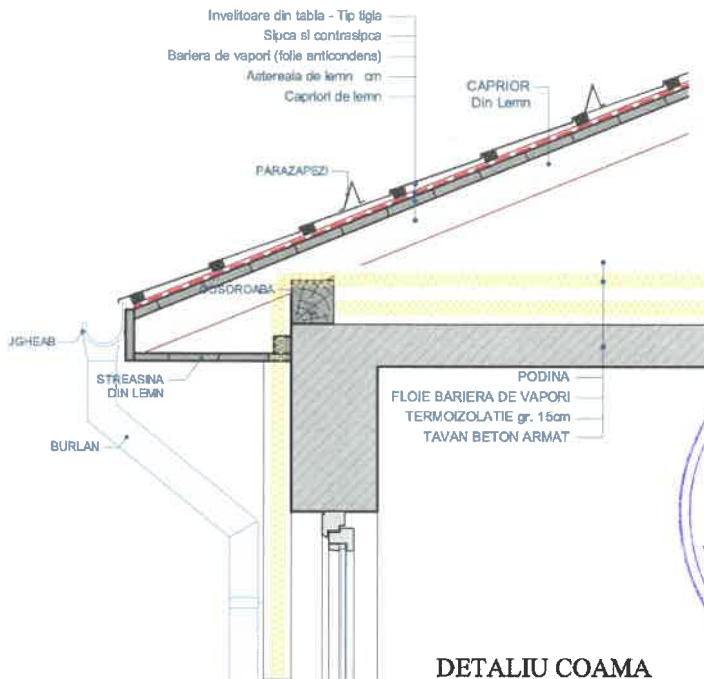 Invelitoare din tabla - Tip tigla
Sipca si contrasipca
Bariera de vapori (folie anticondens)
Astereala de lemn cm
Capriori de lemn
CAPRIOR
Din Lemn
PARAZAPEZI
COSOROABA
JGHEAB
STREASINA
DIN LEMN
BURLAN
PODINA
FLOIE BARIERA DE VAPORI
TERMOIZOLATIE gr. 15cm
TAVAN BETON ARMAT
DETALIU COAMA